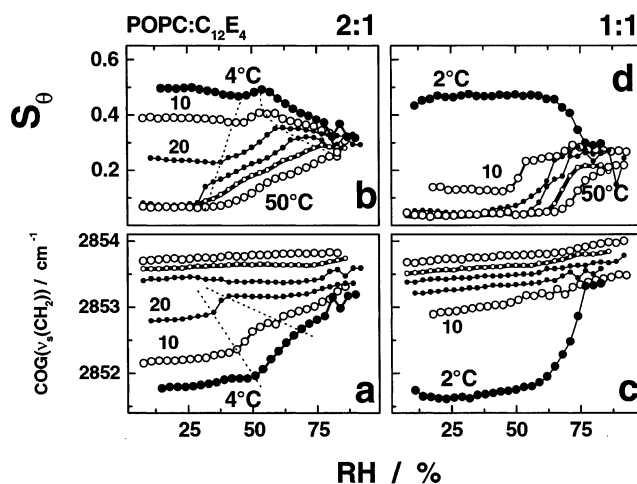 POPC:C₁₂E₄ 2:1 1:1
S_θ
0.6
0.4
0.2
4°C
10
20
50°C
b
2°C
d
10
50°C
COG(ν_s(CH₂)) / cm⁻¹
2854
2853
2852
20
10
4°C
a
10
2°C
c
25 50 75 25 50 75
RH / %